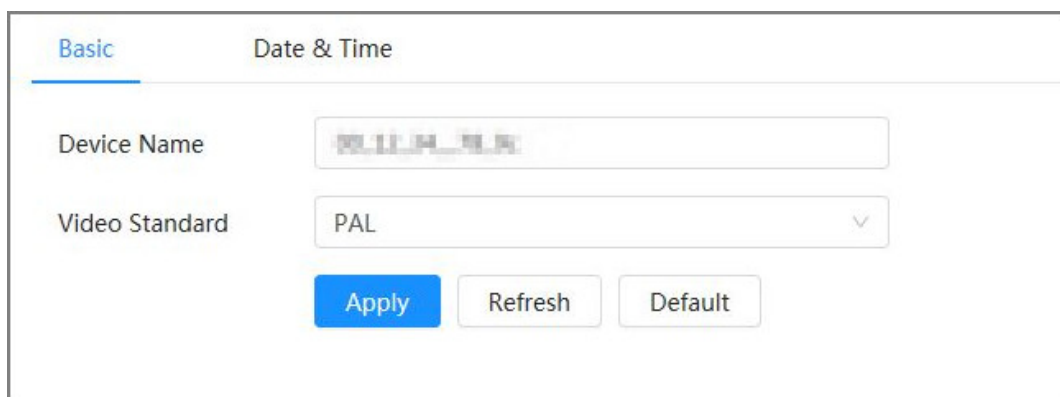 Basic Date & Time
Device Name
Video Standard PAL
Apply Refresh Default